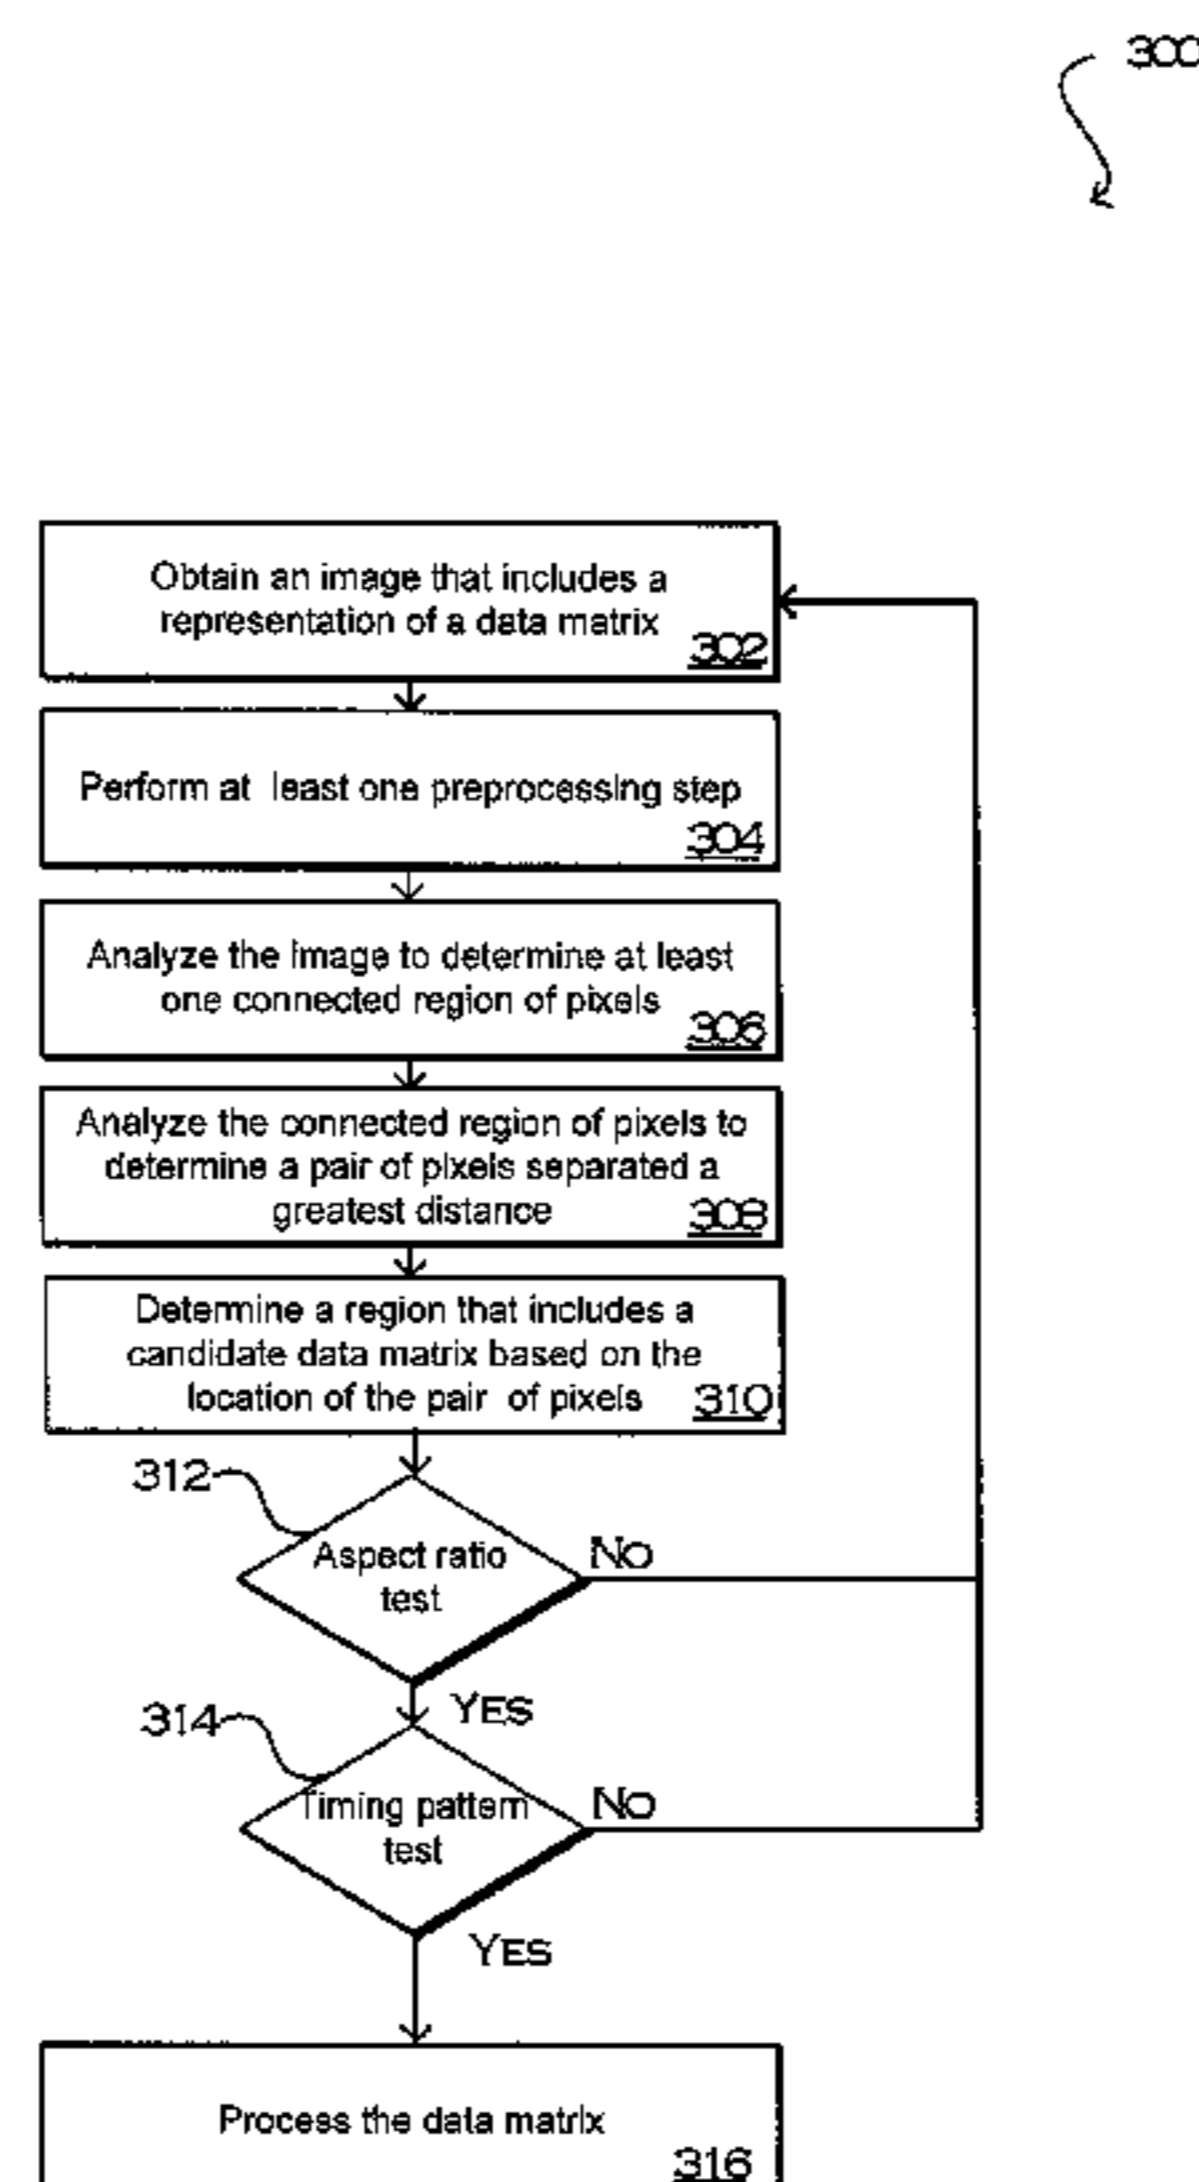 300
Obtain an image that includes a
representation of a data matrix
302
Perform at least one preprocessing step
304
Analyze the image to determine at least
one connected region of pixels
306
Analyze the connected region of pixels to
determine a pair of pixels separated a
greatest distance
308
Determine a region that includes a
candidate data matrix based on the
location of the pair of pixels
310
312
Aspect ratio
test
NO
YES
314
Timing pattern
test
NO
YES
Process the data matrix
316